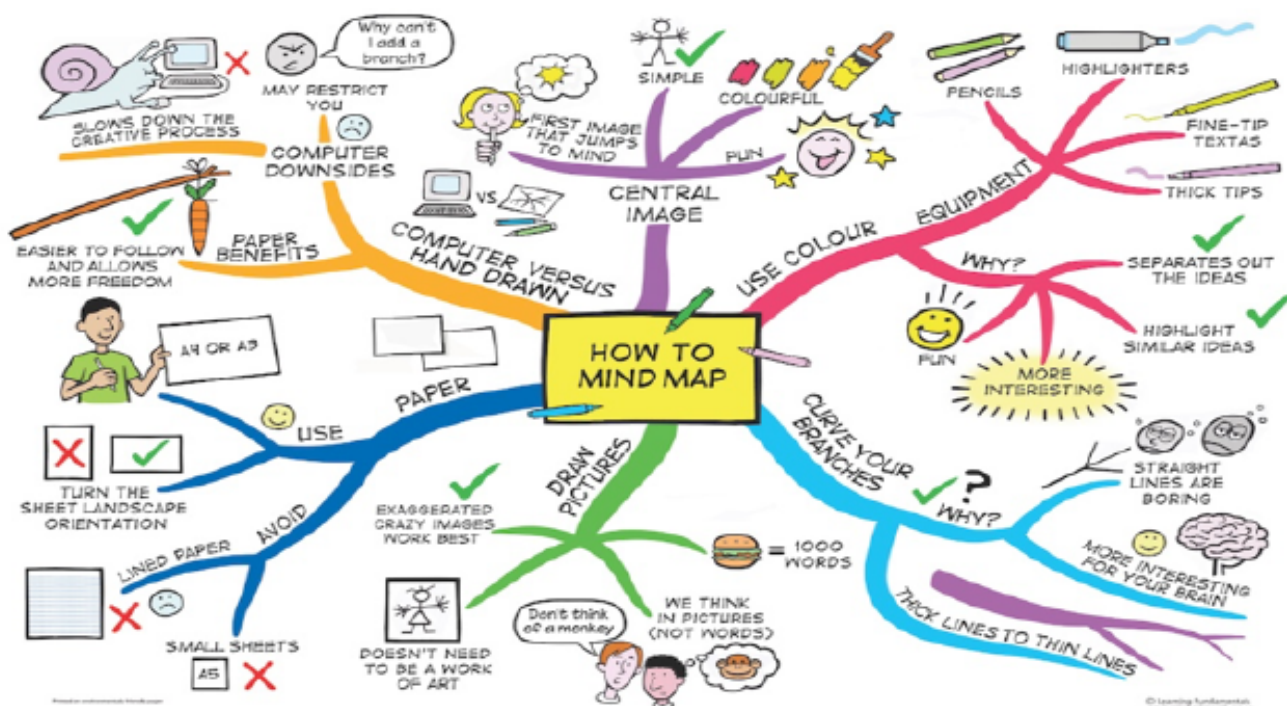 HOW TO
MIND MAP
CENTRAL
IMAGE
FIRST IMAGE
THAT JUMPS
TO MIND
SIMPLE
COLOURFUL
FUN
USE COLOUR
EQUIPMENT
PENCILS
HIGHLIGHTERS
FINE-TIP
TEXTAS
THICK TIPS
WHY?
SEPARATES OUT
THE IDEAS
HIGHLIGHT
SIMILAR IDEAS
MORE
INTERESTING
FUN
CURVE YOUR
BRANCHES
?
WHY?
STRAIGHT
LINES ARE
BORING
MORE INTERESTING
FOR YOUR BRAIN
THICK LINES TO THIN LINES
DRAW
PICTURES
= 1000
WORDS
WE THINK
IN PICTURES
(NOT WORDS)
Don't think
of a monkey
DOESN'T NEED
TO BE A WORK
OF ART
EXAGGERATED
CRAZY IMAGES
WORK BEST
PAPER
USE
A4 OR A3
TURN THE
SHEET LANDSCAPE
ORIENTATION
AVOID
LINED PAPER
SMALL SHEETS
A5
COMPUTER VERSUS
HAND DRAWN
VS
PAPER
BENEFITS
EASIER TO FOLLOW
AND ALLOWS
MORE FREEDOM
COMPUTER
DOWNSIDES
SLOWS DOWN THE
CREATIVE PROCESS
MAY RESTRICT
YOU
Why can't
I add a
branch?
Printed on environmentally friendly paper
© Learning Fundamentals